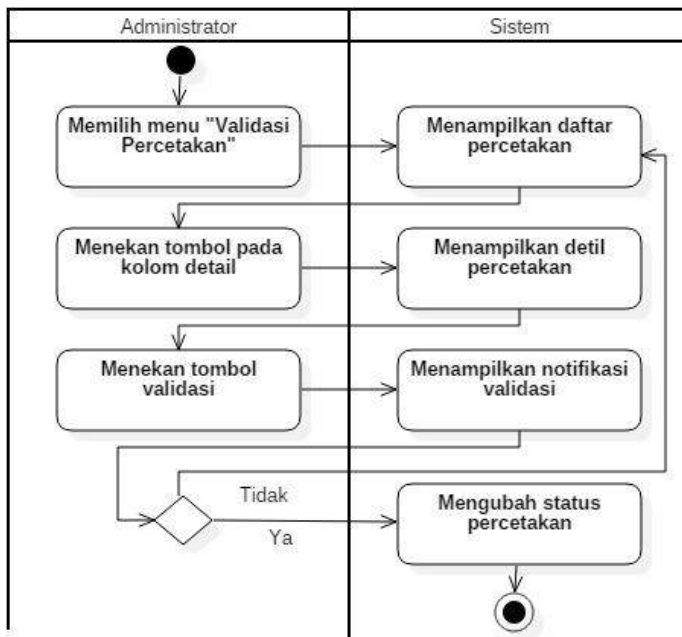 Administrator
Sistem
Memilih menu "Validasi
Percetakan"
Menampilkan daftar
percetakan
Menekan tombol pada
kolom detail
Menampilkan detil
percetakan
Menekan tombol
validasi
Menampilkan notifikasi
validasi
Tidak
Ya
Mengubah status
percetakan